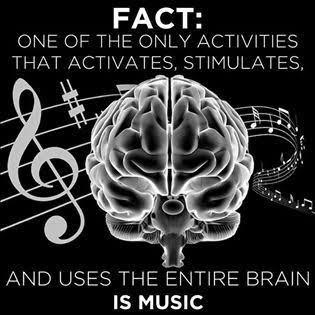 FACT:
ONE OF THE ONLY ACTIVITIES
THAT ACTIVATES, STIMULATES,
AND USES THE ENTIRE BRAIN
IS MUSIC